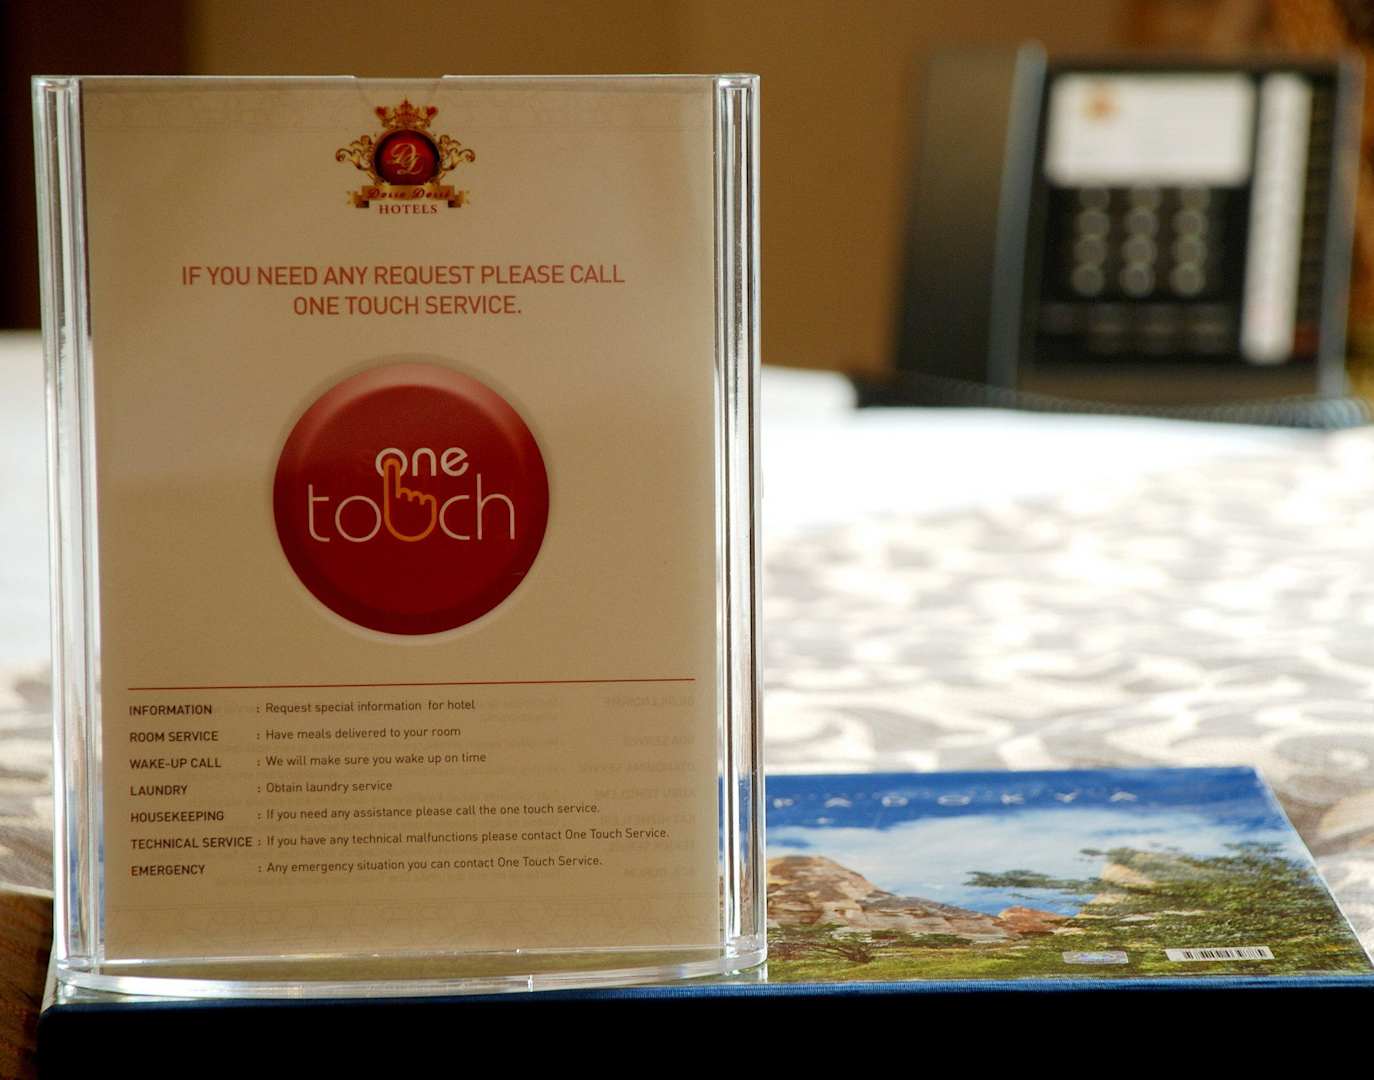 DD
Dosso Dossi
HOTELS
IF YOU NEED ANY REQUEST PLEASE CALL
ONE TOUCH SERVICE.
one
touch
INFORMATION : Request special information for hotel
ROOM SERVICE : Have meals delivered to your room
WAKE-UP CALL : We will make sure you wake up on time
LAUNDRY : Obtain laundry service
HOUSEKEEPING : If you need any assistance please call the one touch service.
TECHNICAL SERVICE : If you have any technical malfunctions please contact One Touch Service.
EMERGENCY : Any emergency situation you can contact One Touch Service.
PADOKYA